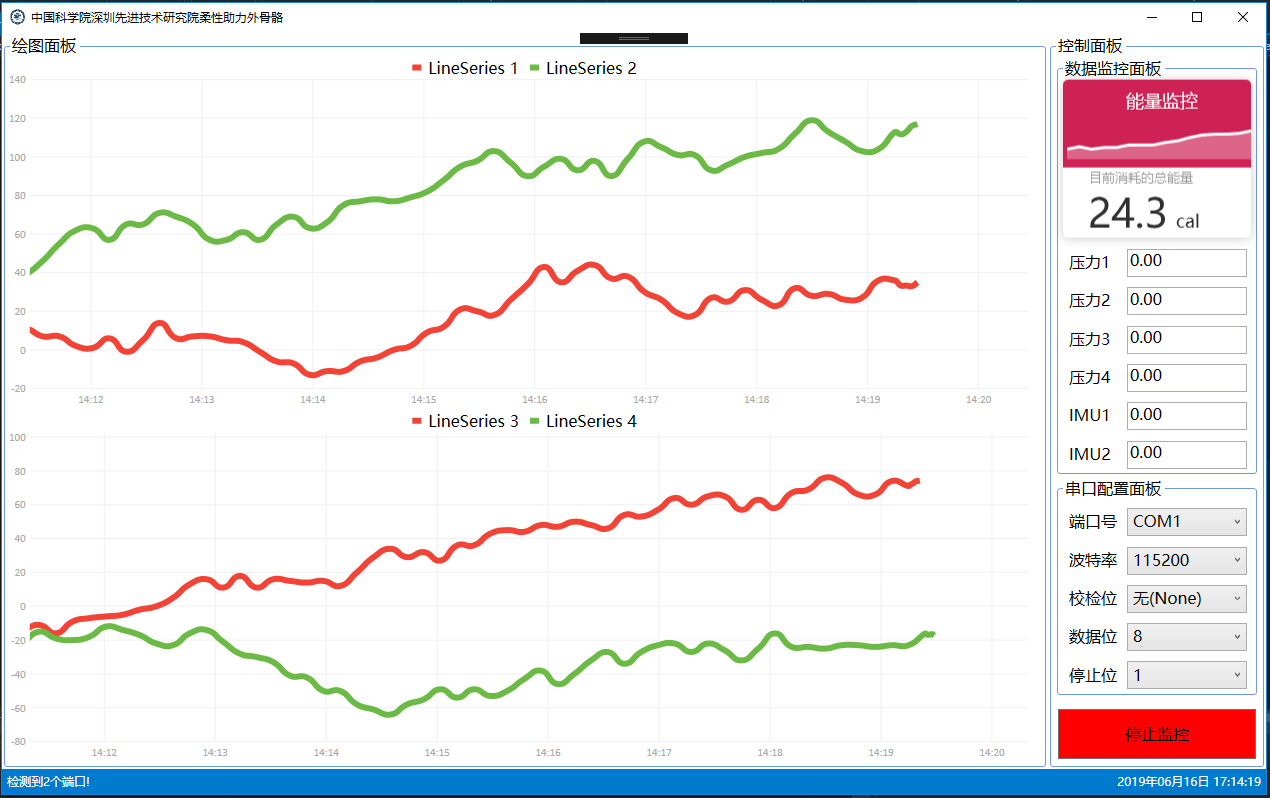 中国科学院深圳先进技术研究院柔性助力外骨骼
绘图面板
LineSeries 1 LineSeries 2
140
120
100
80
60
40
20
0
-20
14:12 14:13 14:14 14:15 14:16 14:17 14:18 14:19 14:20
LineSeries 3 LineSeries 4
100
80
60
40
20
0
-20
-40
-60
-80
14:12 14:13 14:14 14:15 14:16 14:17 14:18 14:19 14:20
控制面板
数据监控面板
能量监控
目前消耗的总能量
24.3 cal
压力1 0.00
压力2 0.00
压力3 0.00
压力4 0.00
IMU1 0.00
IMU2 0.00
串口配置面板
端口号 COM1
波特率 115200
校检位 无(None)
数据位 8
停止位 1
停止监控
检测到2个端口!
2019年06月16日 17:14:19